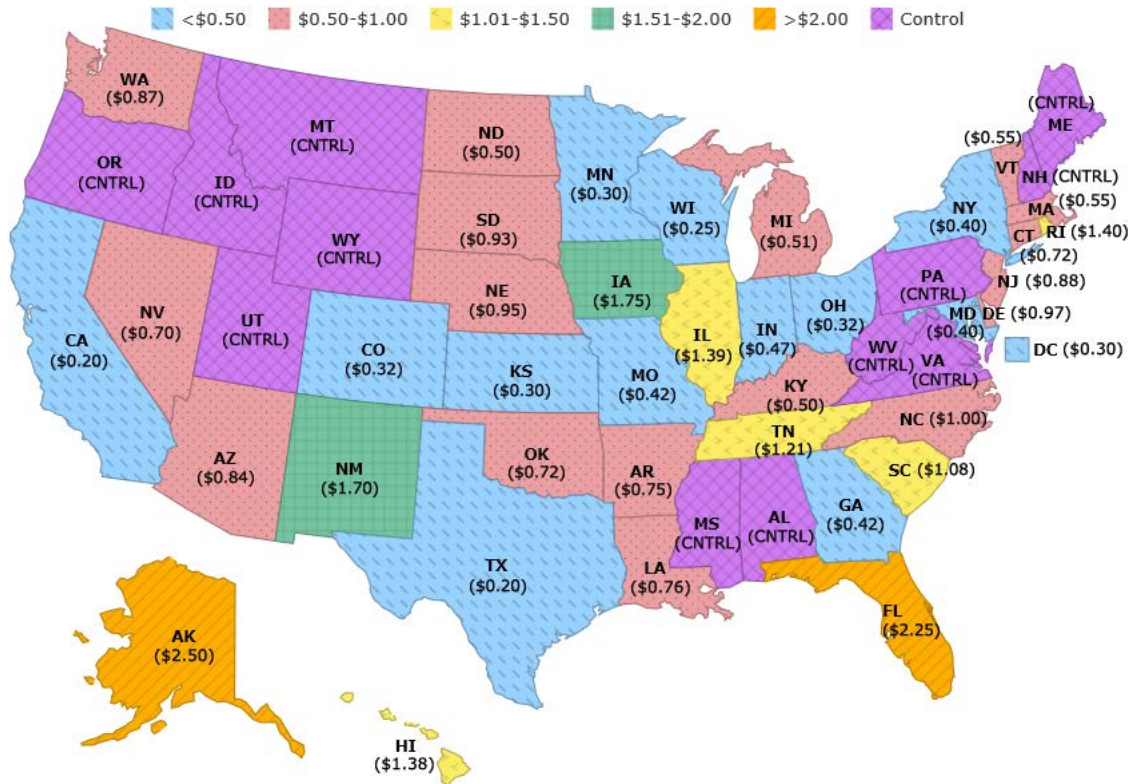 <$0.50 $0.50-$1.00 $1.01-$1.50 $1.51-$2.00 >$2.00 Control
WA
($0.87)
OR
(CNTRL)
ID
(CNTRL)
MT
(CNTRL)
WY
(CNTRL)
ND
($0.50)
SD
($0.93)
NE
($0.95)
MN
($0.30)
WI
($0.25)
MI
($0.51)
IA
($1.75)
CA
($0.20)
NV
($0.70)
UT
(CNTRL)
CO
($0.32)
KS
($0.30)
MO
($0.42)
IL
($1.39)
IN
($0.47)
OH
($0.32)
KY
($0.50)
WV
(CNTRL)
VA
(CNTRL)
PA
(CNTRL)
NY
($0.40)
(CNTRL)
ME
($0.55)
VT
NH (CNTRL)
($0.55)
MA
RI ($1.40)
CT
($0.72)
NJ ($0.88)
MD DE ($0.97)
($0.40)
DC ($0.30)
AZ
($0.84)
NM
($1.70)
TX
($0.20)
OK
($0.72)
AR
($0.75)
LA
($0.76)
TN
($1.21)
NC ($1.00)
SC ($1.08)
MS
(CNTRL)
AL
(CNTRL)
GA
($0.42)
FL
($2.25)
AK
($2.50)
HI
($1.38)